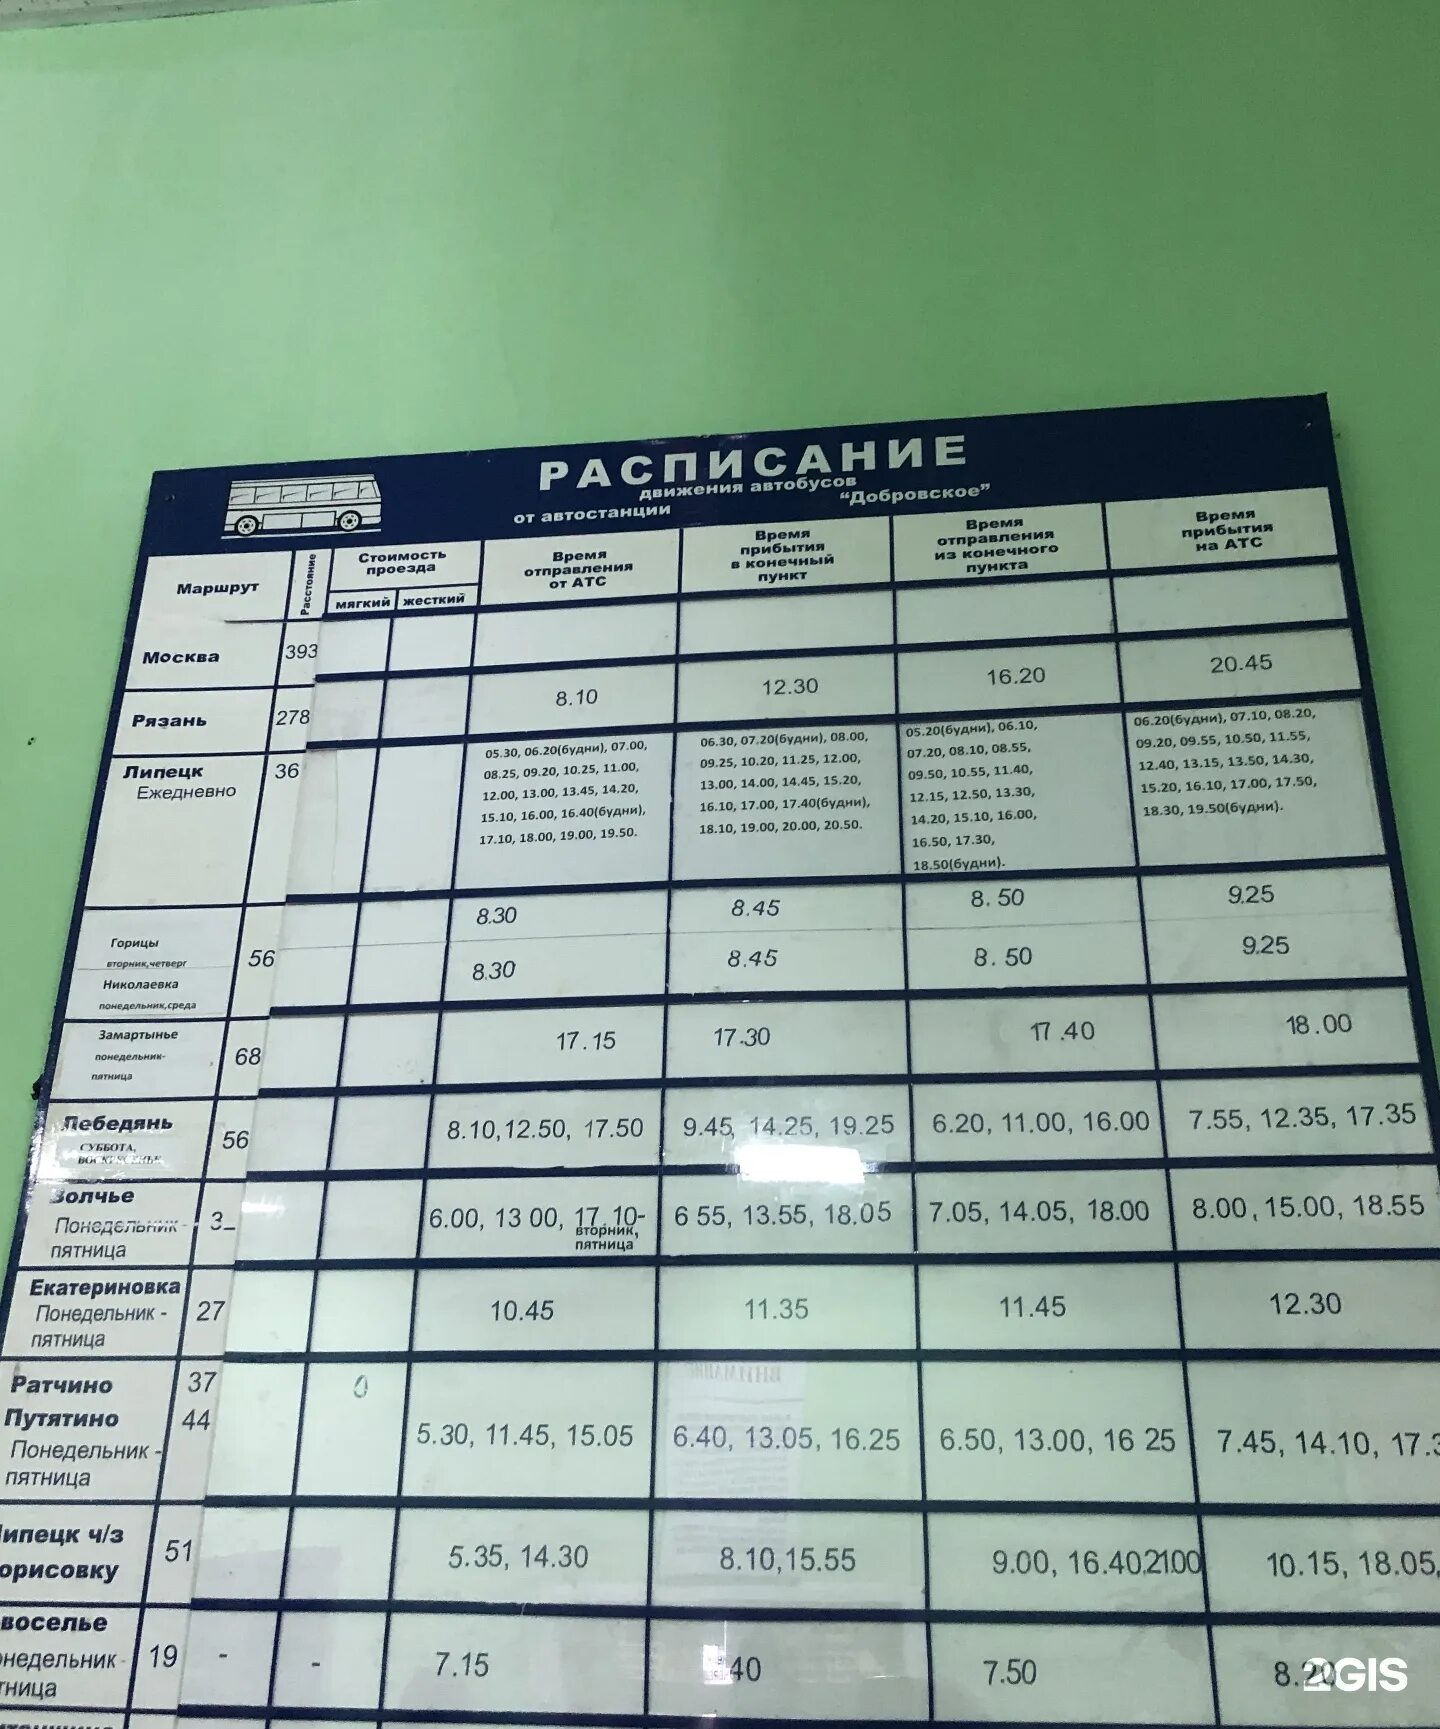 РАСПИСАНИЕ
движения автобусов
от автостанции “Добровское”
Маршрут
Расстояние
Стоимость
проезда
мягкий жесткий
Время
отправления
от АТС
Время
прибытия
в конечный
пункт
Время
отправления
из конечного
пункта
Время
прибытия
на АТС
Москва 393
Рязань 278 8.10 12.30 16.20 20.45
Липецк 36
Ежедневно
05.30, 06.20(будни), 07.00,
08.25, 09.20, 10.25, 11.00,
12.00, 13.00, 13.45, 14.20,
15.10, 16.00, 16.40(будни),
17.10, 18.00, 19.00, 19.50.
06.30, 07.20(будни), 08.00,
09.25, 10.20, 11.25, 12.00,
13.00, 14.00, 14.45, 15.20,
16.10, 17.00, 17.40(будни),
18.10, 19.00, 20.00, 20.50.
05.20(будни), 06.10,
07.20, 08.10, 08.55,
09.50, 10.55, 11.40,
12.15, 12.50, 13.30,
14.20, 15.10, 16.00,
16.50, 17.30,
18.50(будни).
06.20(будни), 07.10, 08.20,
09.20, 09.55, 10.50, 11.55,
12.40, 13.15, 13.50, 14.30,
15.20, 16.10, 17.00, 17.50,
18.30, 19.50(будни).
Горицы 8.30 8.45 8.50 9.25
вторник,четверг
56
Николаевка 8.30 8.45 8.50 9.25
понедельник,среда
Замартынье
понедельник-
пятница
68 17.15 17.30 17.40 18.00
Лебедянь
СУББОТА,
ВОСКРЕСЕНЬЕ
56 8.10,12.50, 17.50 9.45, 14.25, 19.25 6.20, 11.00, 16.00 7.55, 12.35, 17.35
Волчье
Понедельник -
пятница
3 6.00, 13 00, 17.10-
вторник,
пятница
6 55, 13.55, 18.05 7.05, 14.05, 18.00 8.00, 15.00, 18.55
Екатериновка
Понедельник -
пятница
27 10.45 11.35 11.45 12.30
Ратчино 37
Путятино 44
Понедельник -
пятница
5.30, 11.45, 15.05 6.40, 13.05, 16.25 6.50, 13.00, 16 25 7.45, 14.10, 17.3
ипецк ч/з
орисовку
51 5.35, 14.30 8.10,15.55 9.00, 16.40,21.00 10.15, 18.05,
воселье
онедельник -
тница
19 - - 7.15 40 7.50 8.20
2GIS